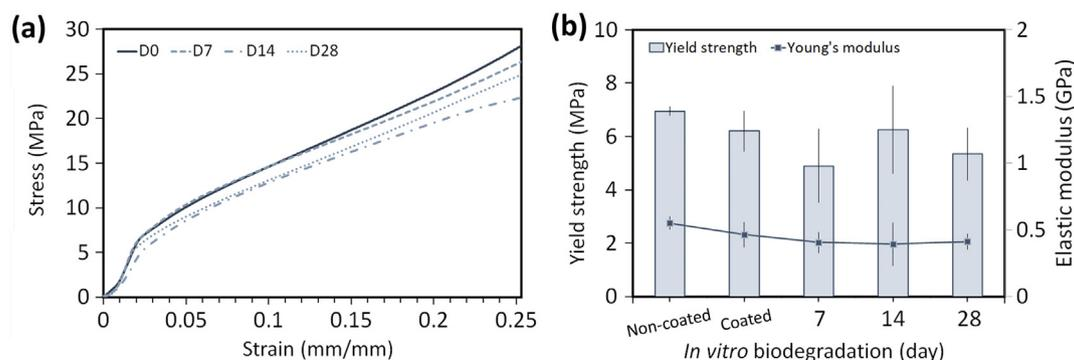 (a)
D0 D7 D14 D28
Stress (MPa)
30
25
20
15
10
5
0
0 0.05 0.1 0.15 0.2 0.25
Strain (mm/mm)
(b)
Yield strength Young's modulus
Yield strength (MPa)
10
8
6
4
2
0
2
1.5
1
0.5
0
Elastic modulus (GPa)
Non-coated Coated 7 14 28
In vitro biodegradation (day)